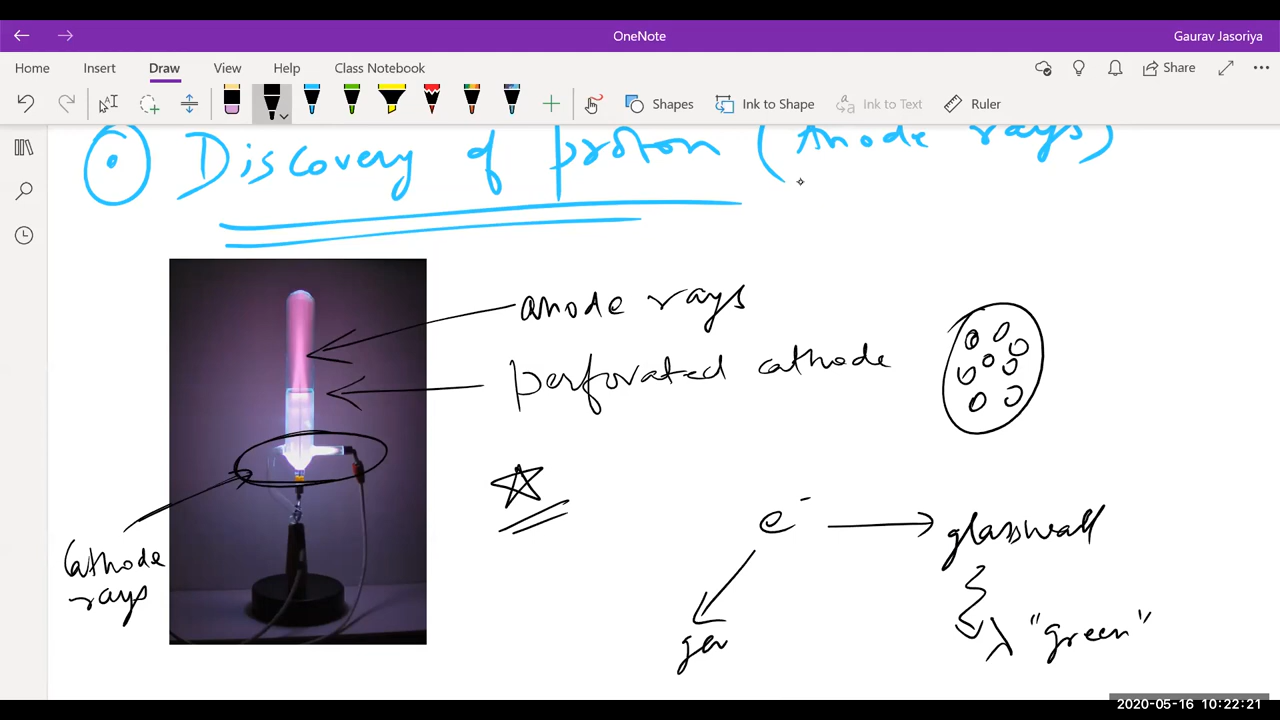 OneNote
Gaurav Jasoriya
Home Insert Draw View Help Class Notebook Share
Shapes Ink to Shape Ink to Text Ruler
Discovery of proton (Anode rays)
anode rays
perforated cathode
e⁻ → glasswall
Cathode
rays
λ "green"
2020-05-16 10:22:21